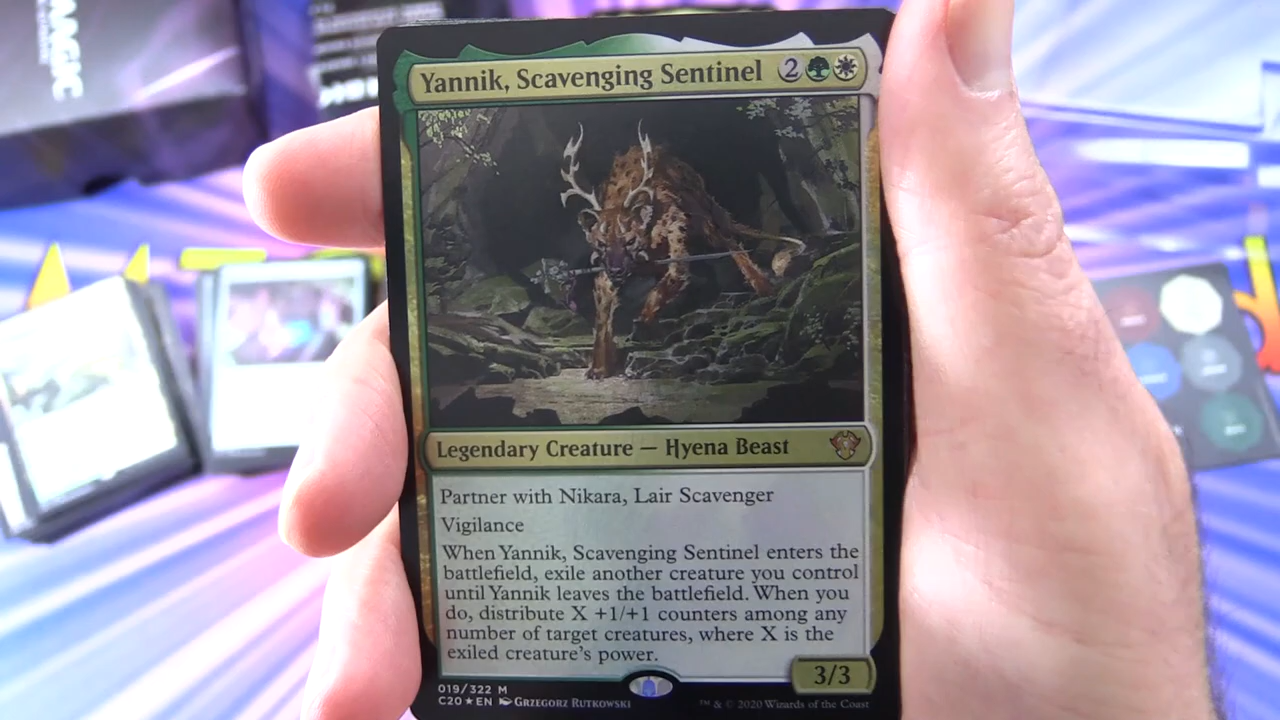 MAGIC
Yannik, Scavenging Sentinel 2
Legendary Creature — Hyena Beast
Partner with Nikara, Lair Scavenger
Vigilance
When Yannik, Scavenging Sentinel enters the
battlefield, exile another creature you control
until Yannik leaves the battlefield. When you
do, distribute X +1/+1 counters among any
number of target creatures, where X is the
exiled creature's power.
3/3
019/322 M
C20★EN Grzegorz Rutkowski
™ & © 2020 Wizards of the Coast